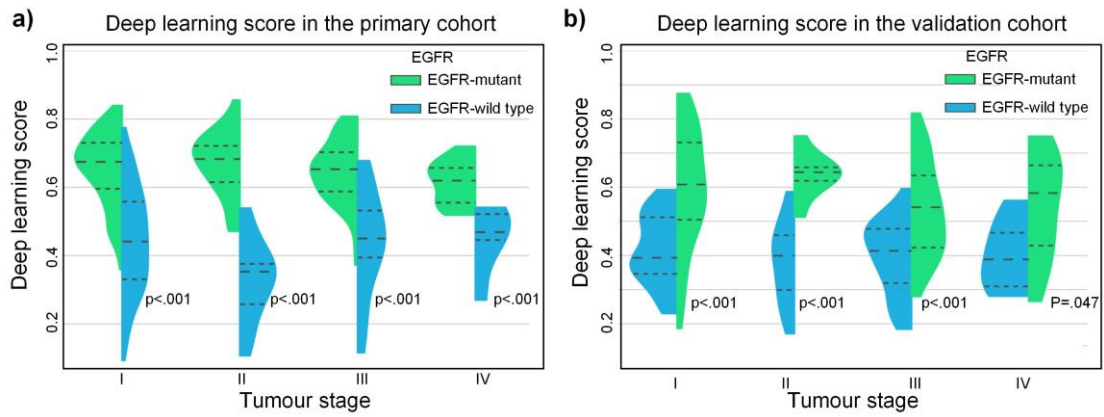 a)
Deep learning score in the primary cohort
Deep learning score
1.0
0.8
0.6
0.4
0.2
EGFR
EGFR-mutant
EGFR-wild type
p<.001
p<.001
p<.001
p<.001
I
II
III
IV
Tumour stage
b)
Deep learning score in the validation cohort
Deep learning score
1.0
0.8
0.6
0.4
0.2
EGFR
EGFR-mutant
EGFR-wild type
p<.001
p<.001
p<.001
P=.047
I
II
III
IV
Tumour stage